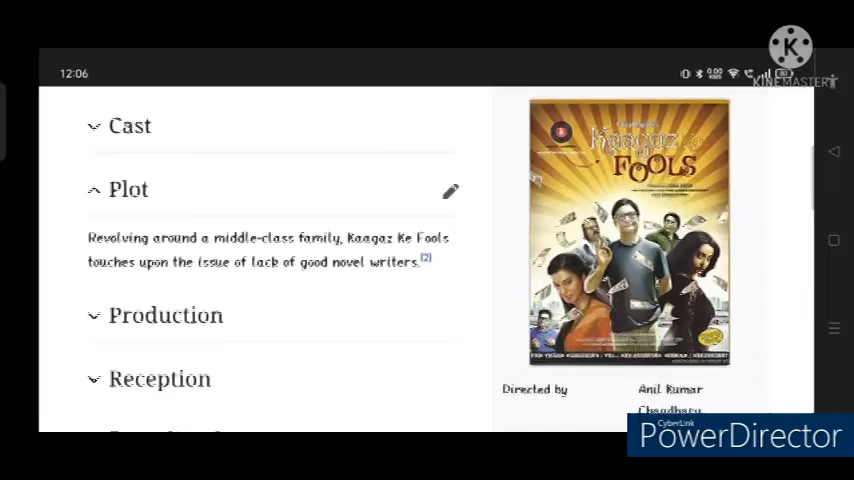 12:06
KINEMASTER
Cast
Plot
Revolving around a middle-class family, Kaagaz Ke Fools
touches upon the issue of lack of good novel writers.[2]
Production
Reception
Kaagaz
FOOLS
Directed by
Anil Kumar
Chaudhary
CyberLink
PowerDirector